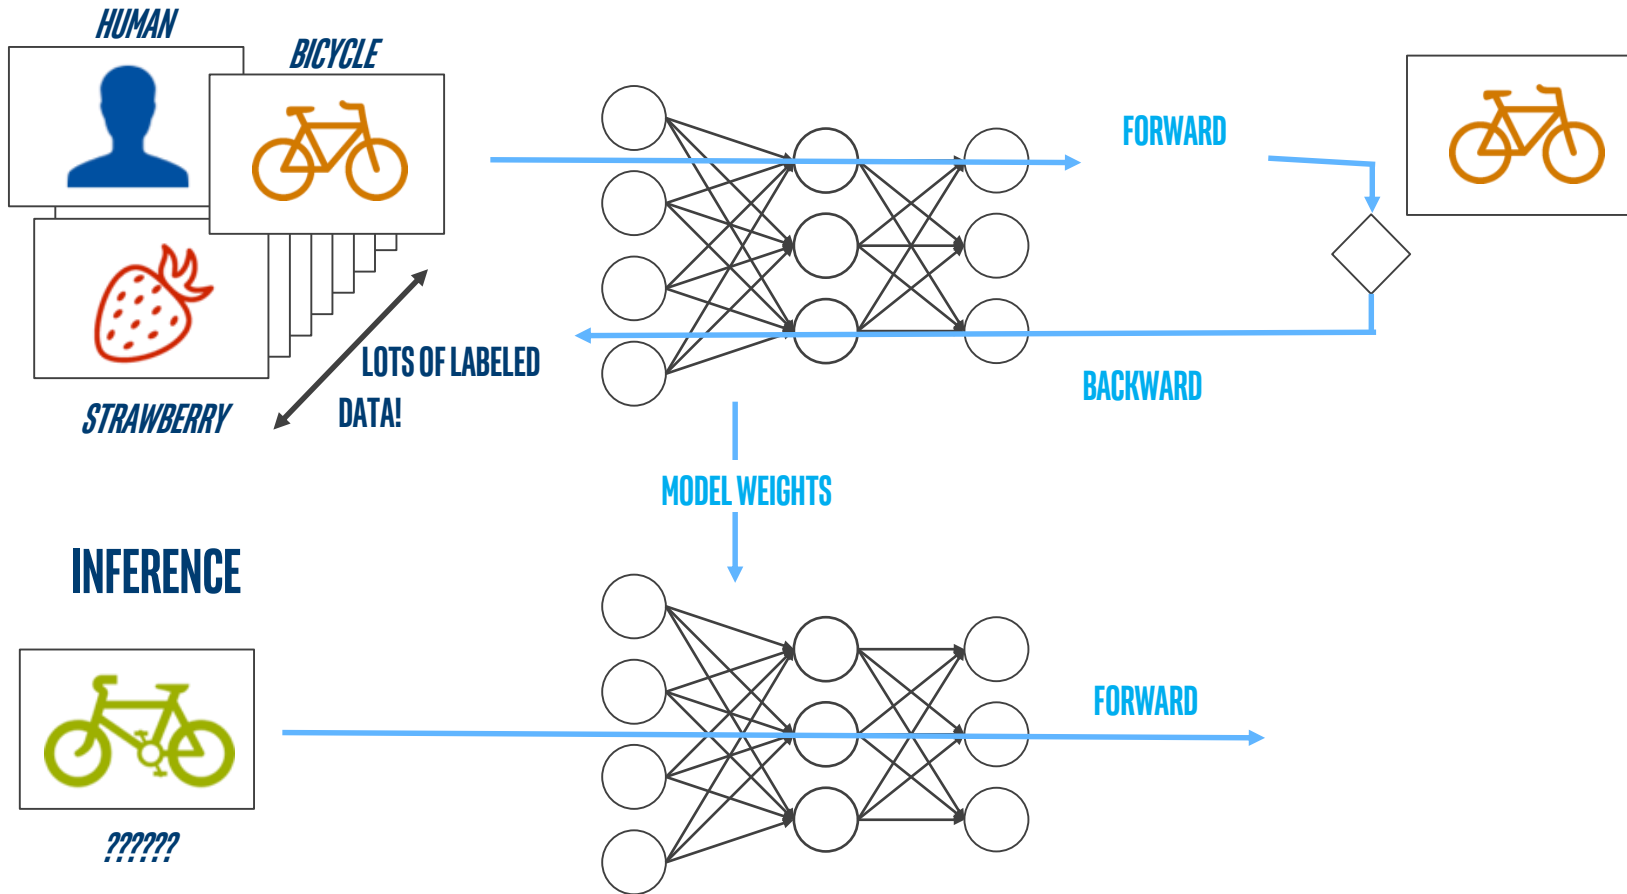 HUMAN
BICYCLE
FORWARD
LOTS OF LABELED
DATA!
BACKWARD
STRAWBERRY
MODEL WEIGHTS
INFERENCE
FORWARD
??????